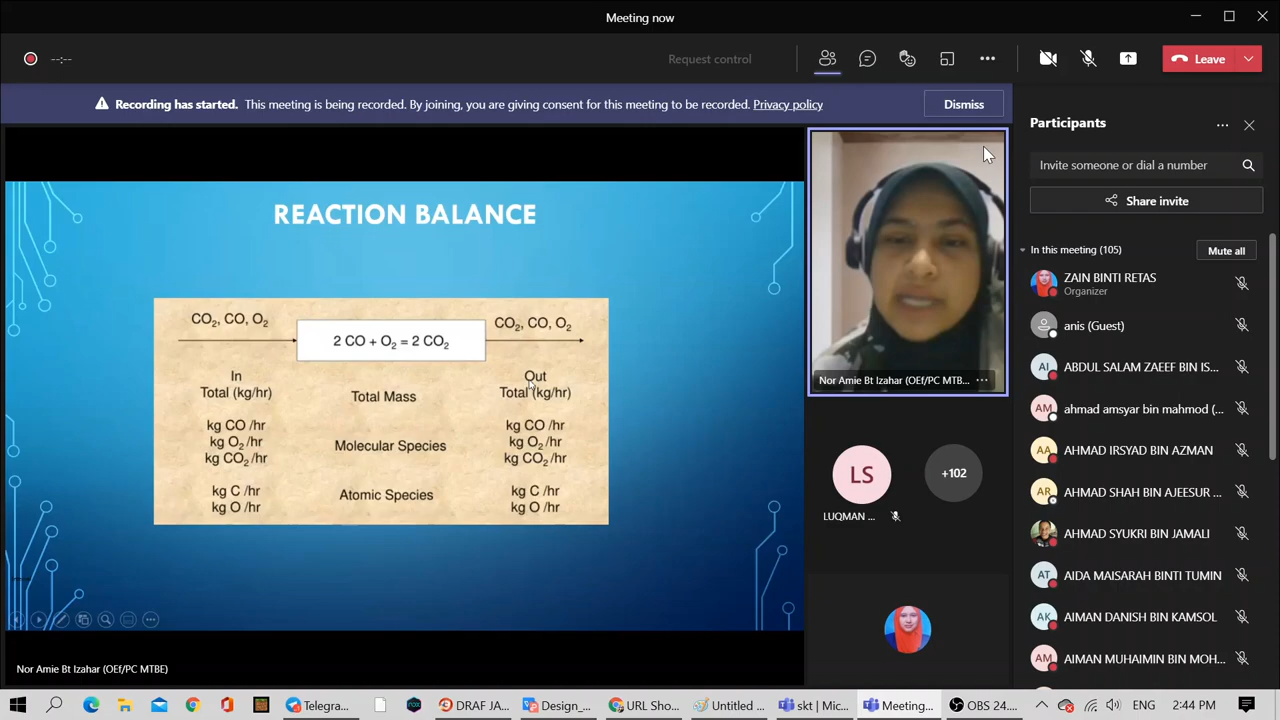 Meeting now
--:--
Request control
Leave
Recording has started. This meeting is being recorded. By joining, you are giving consent for this meeting to be recorded. Privacy policy
Dismiss
REACTION BALANCE
CO₂, CO, O₂
2 CO + O₂ = 2 CO₂
CO₂, CO, O₂
In
Total (kg/hr)
Total Mass
Out
Total (kg/hr)
kg CO /hr
kg O₂ /hr
kg CO₂ /hr
Molecular Species
kg CO /hr
kg O₂ /hr
kg CO₂ /hr
kg C /hr
kg O /hr
Atomic Species
kg C /hr
kg O /hr
Nor Amie Bt Izahar (OEf/PC MTBE)
Nor Amie Bt Izahar (OEf/PC MTB...
LS
+102
LUQMAN ...
Participants
Invite someone or dial a number
Share invite
In this meeting (105)
Mute all
ZAIN BINTI RETAS
Organizer
anis (Guest)
AI
ABDUL SALAM ZAEEF BIN IS...
AM
ahmad amsyar bin mahmod (...
AA
AHMAD IRSYAD BIN AZMAN
AR
AHMAD SHAH BIN AJEESUR ...
AHMAD SYUKRI BIN JAMALI
AT
AIDA MAISARAH BINTI TUMIN
AK
AIMAN DANISH BIN KAMSOL
AM
AIMAN MUHAIMIN BIN MOH...
Telegra...
DRAF JA...
Design_...
URL Sho...
Untitled ...
skt | Mic...
Meeting...
OBS 24....
2:44 PM